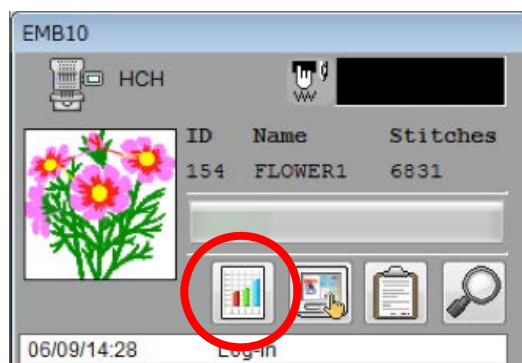 EMB10
HCH
ID Name Stitches
154 FLOWER1 6831
06/09/14:28 Log-in